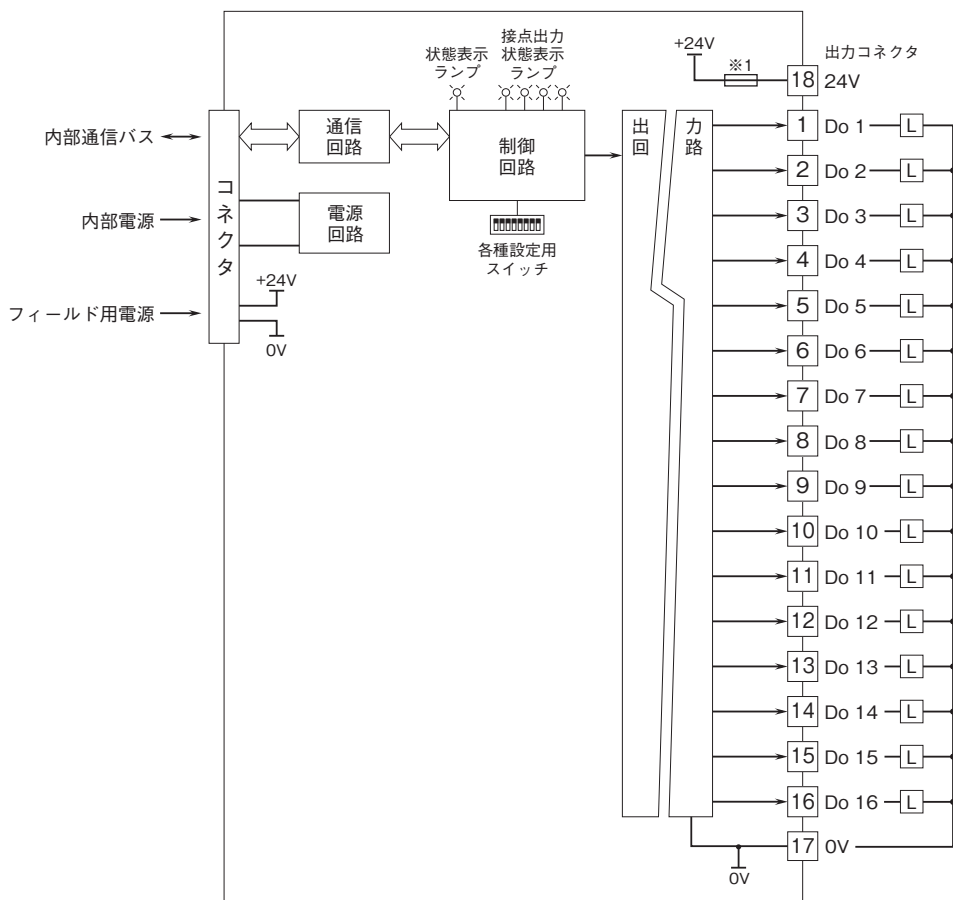 接点出力
状態表示
ランプ
状態表示
ランプ
+24V
※1
出力コネクタ
18 24V
内部通信バス
コネクタ
通信
回路
制御
回路
出力
回路
内部電源
電源
回路
各種設定用
スイッチ
フィールド用電源
+24V
0V
1 Do 1 L
2 Do 2 L
3 Do 3 L
4 Do 4 L
5 Do 5 L
6 Do 6 L
7 Do 7 L
8 Do 8 L
9 Do 9 L
10 Do 10 L
11 Do 11 L
12 Do 12 L
13 Do 13 L
14 Do 14 L
15 Do 15 L
16 Do 16 L
17 0V
0V